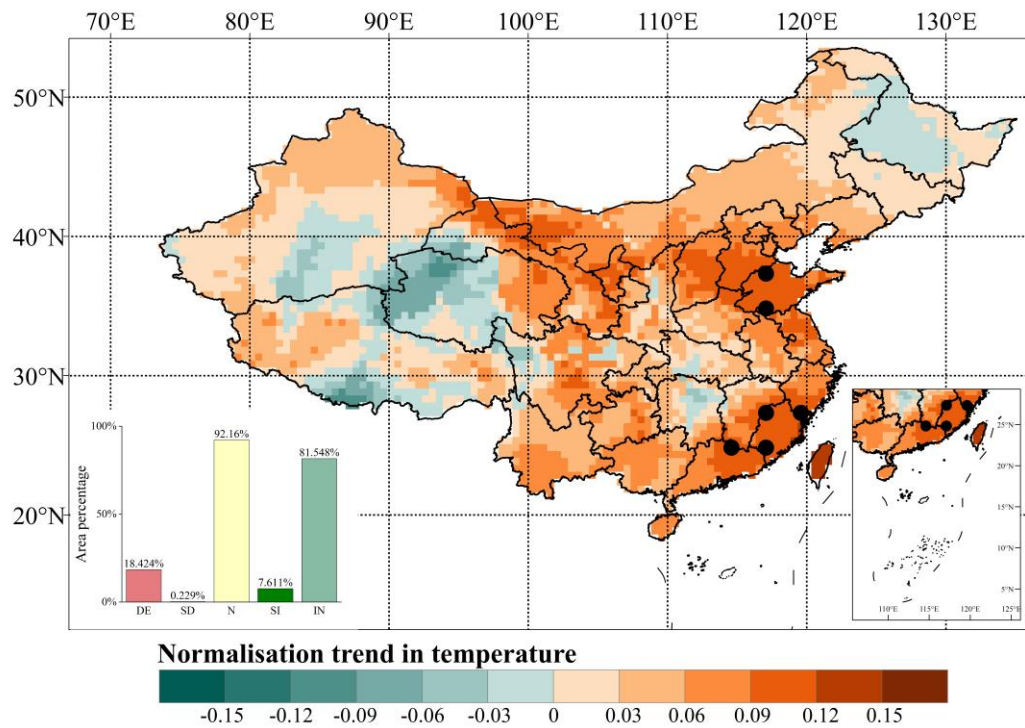 70°E 80°E 90°E 100°E 110°E 120°E 130°E
50°N
40°N
30°N
20°N
100%
50%
0%
Area percentage
18.424%
0.229%
92.16%
7.611%
81.548%
DE SD N SI IN
25°N
20°N
15°N
10°N
5°N
110°E 115°E 120°E 125°E
Normalisation trend in temperature
-0.15 -0.12 -0.09 -0.06 -0.03 0 0.03 0.06 0.09 0.12 0.15